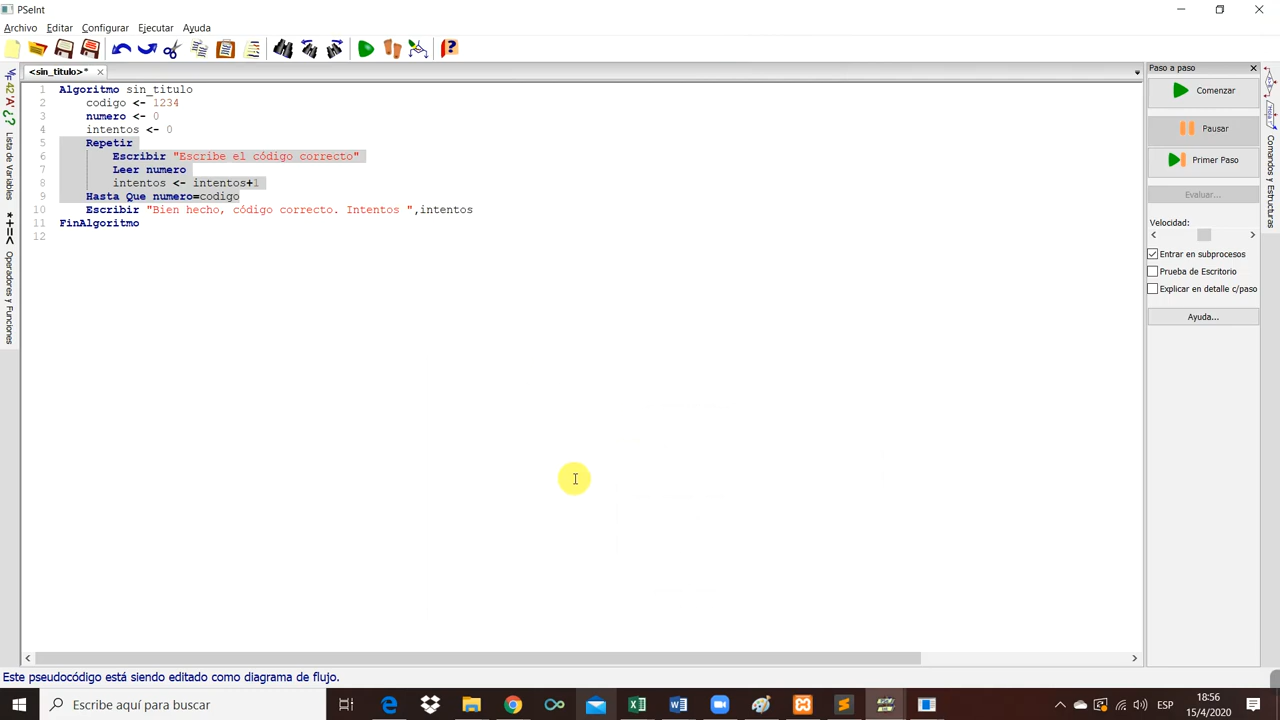 PSeInt
Archivo Editar Configurar Ejecutar Ayuda
<sin_titulo>*
1 Algoritmo sin_titulo
2 codigo <- 1234
3 numero <- 0
4 intentos <- 0
5 Repetir
6 Escribir "Escribe el código correcto"
7 Leer numero
8 intentos <- intentos+1
9 Hasta Que numero=codigo
10 Escribir "Bien hecho, código correcto. Intentos ",intentos
11 FinAlgoritmo
12
Lista de Variables
Operadores y Funciones
Paso a paso
Comenzar
Pausar
Primer Paso
Evaluar...
Velocidad:
Entrar en subprocesos
Prueba de Escritorio
Explicar en detalle c/paso
Ayuda...
Comandos y Estructuras
Este pseudocódigo está siendo editado como diagrama de flujo.
Escribe aquí para buscar
ESP
18:56
15/4/2020